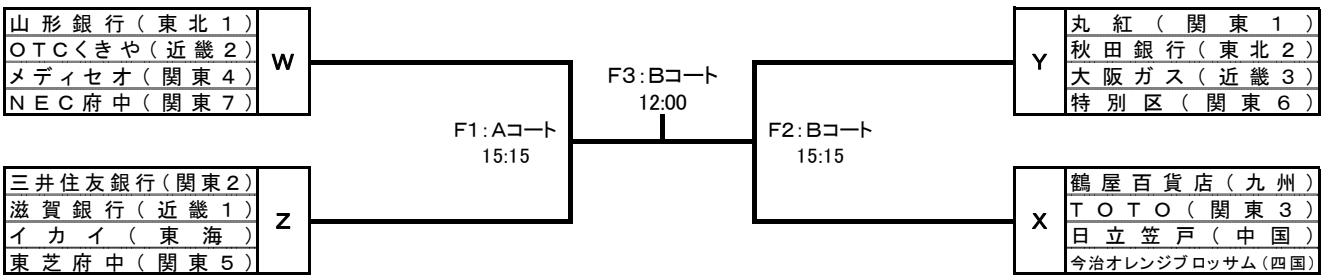 山形銀行(東北1)
OTCくきや(近畿2)
メディセオ(関東4)
NEC府中(関東7)
W
三井住友銀行(関東2)
滋賀銀行(近畿1)
イカイ(東海)
東芝府中(関東5)
Z
F1:Aコート
15:15
F3:Bコート
12:00
F2:Bコート
15:15
Y
丸紅(関東1)
秋田銀行(東北2)
大阪ガス(近畿3)
特別区(関東6)
X
鶴屋百貨店(九州)
TOTO(関東3)
日立笠戸(中国)
今治オレンジブロッサム(四国)